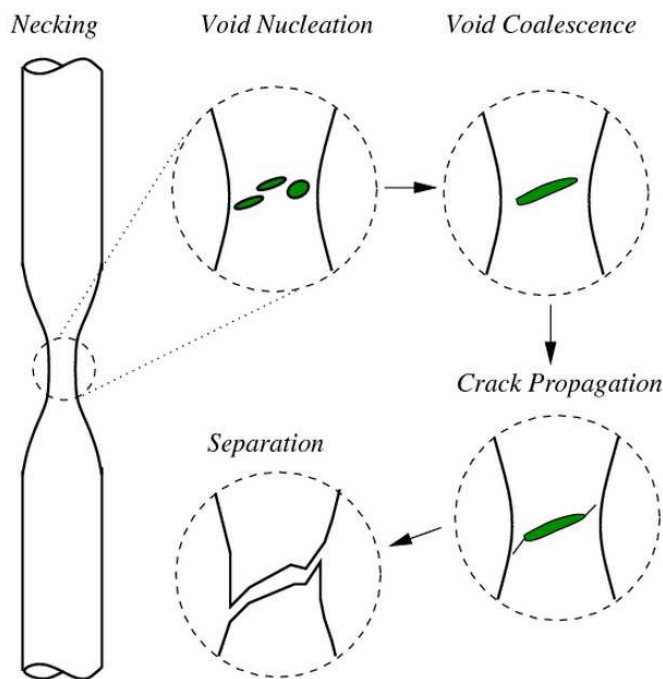 Necking
Void Nucleation
Void Coalescence
Crack Propagation
Separation